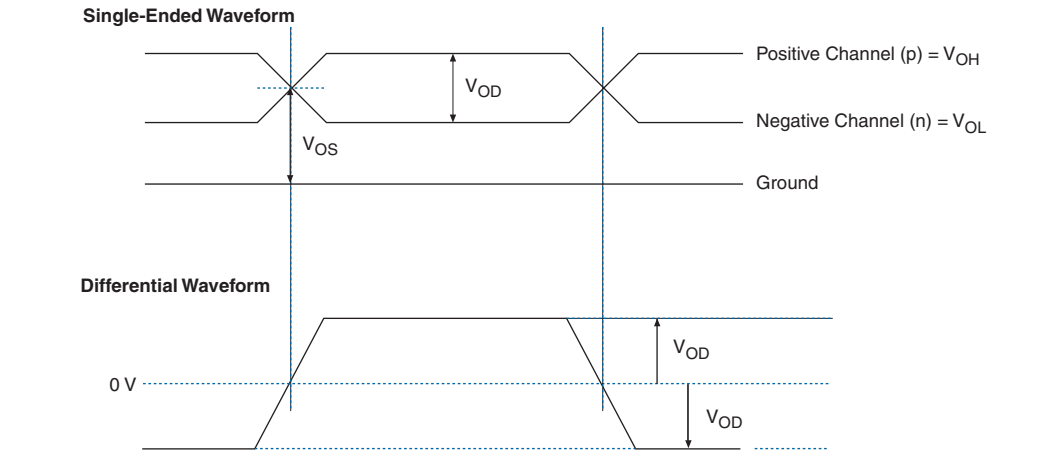 Single-Ended Waveform
Positive Channel (p) = VOH
VOD
Negative Channel (n) = VOL
VOS
Ground
Differential Waveform
VOD
0 V
VOD